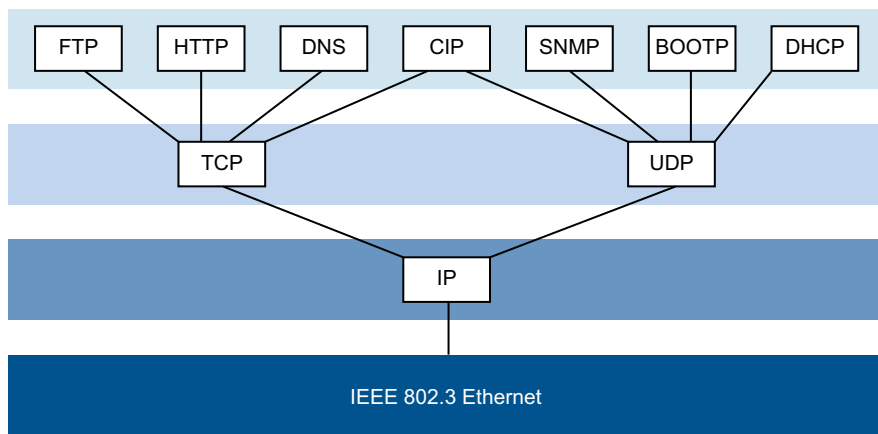 FTP
HTTP
DNS
CIP
SNMP
BOOTP
DHCP
TCP
UDP
IP
IEEE 802.3 Ethernet